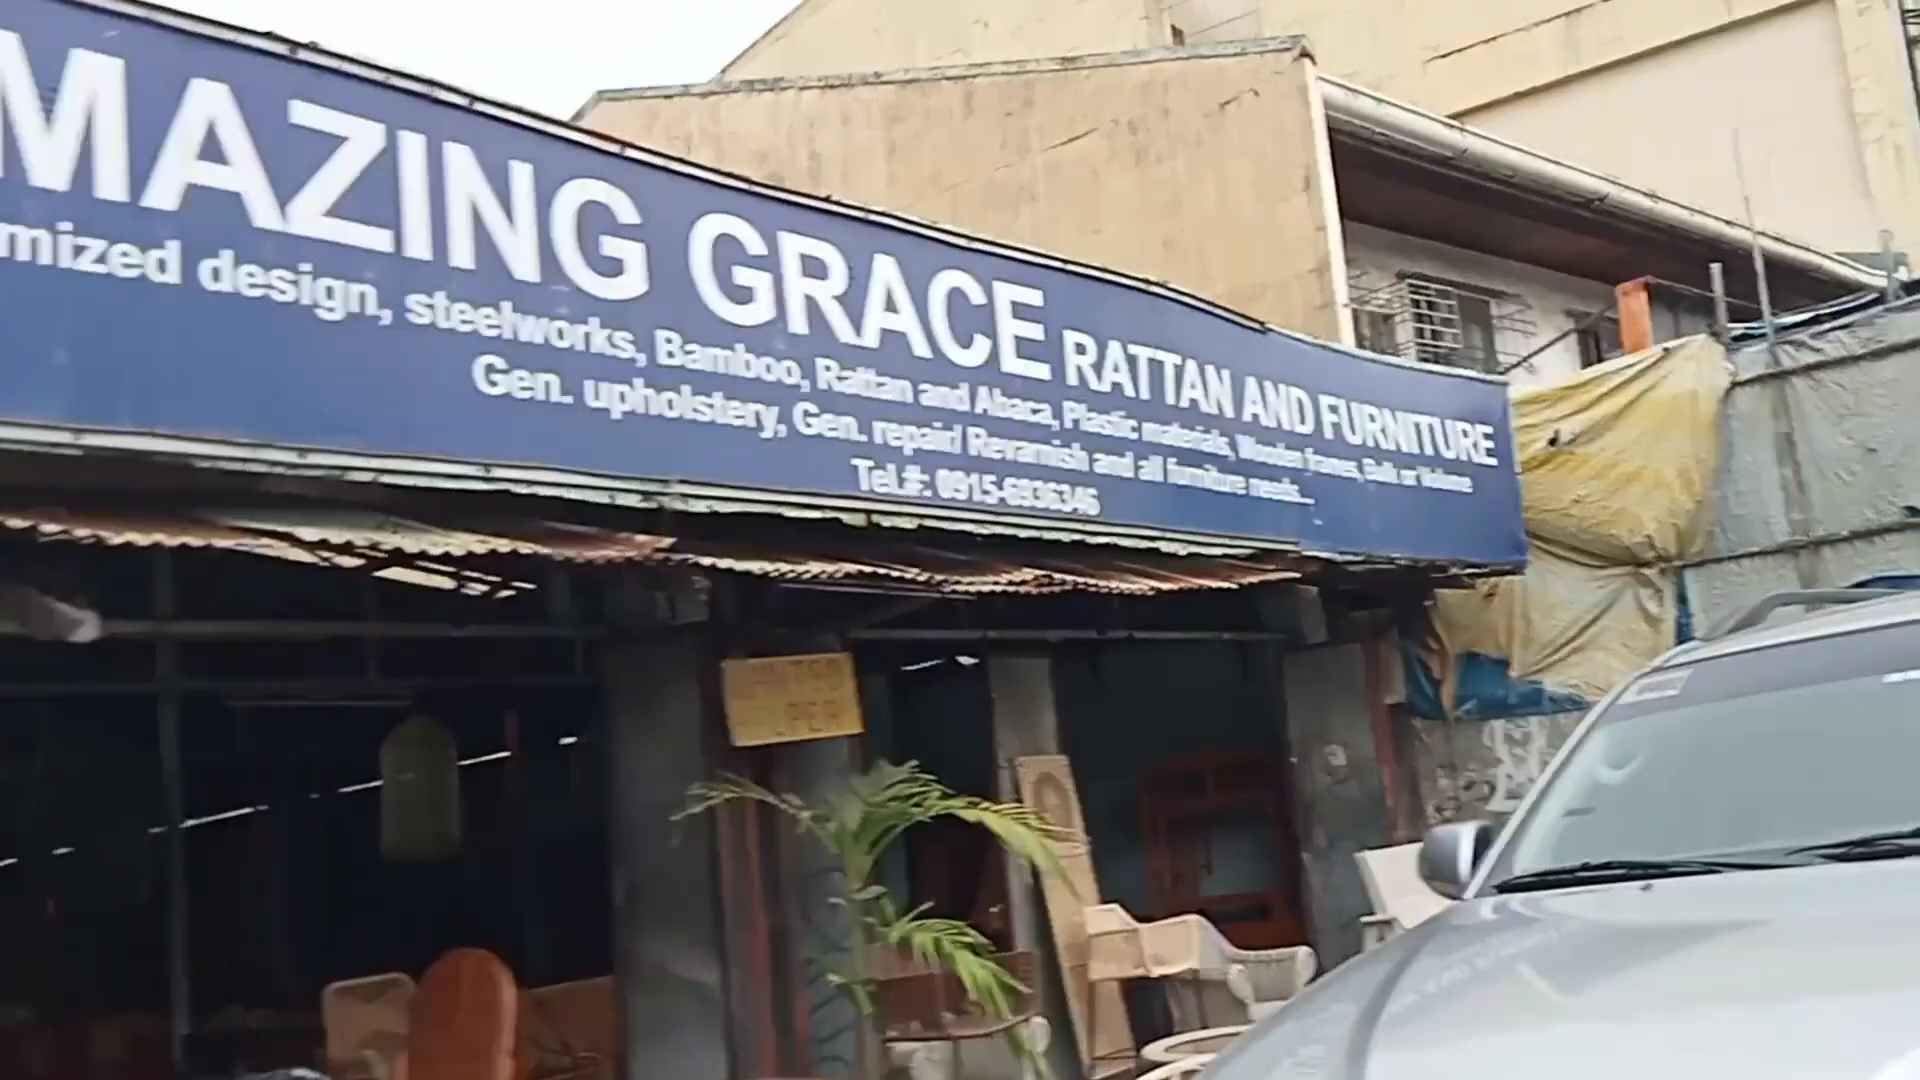 MAZING GRACE RATTAN AND FURNITURE
mized design, steelworks, Bamboo, Rattan and Abaca, Plastic materials, Wooden frames, Bulk or Volume
Gen. upholstery, Gen. repair/ Revarnish and all furniture needs...
Tel.#: 0915-6936346
WANTED